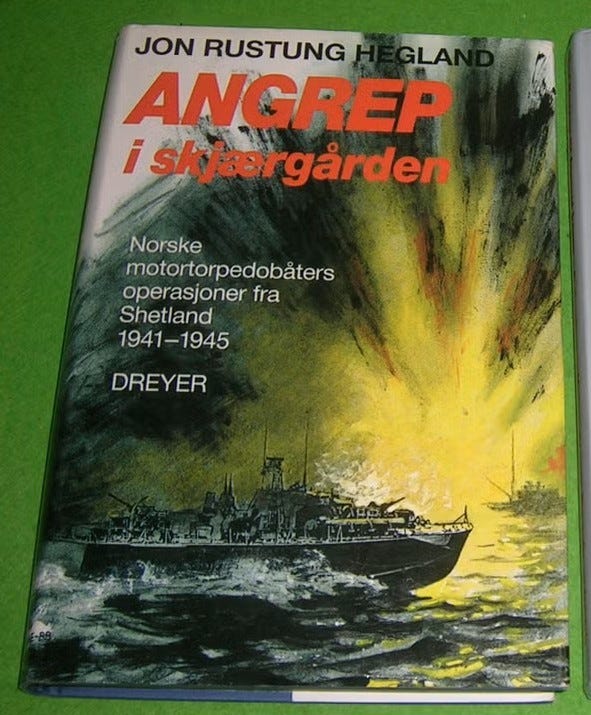 JON RUSTUNG HEGLAND
ANGREP
i skjærgården
Norske
motortorpedobåters
operasjoner fra
Shetland
1941–1945
DREYER